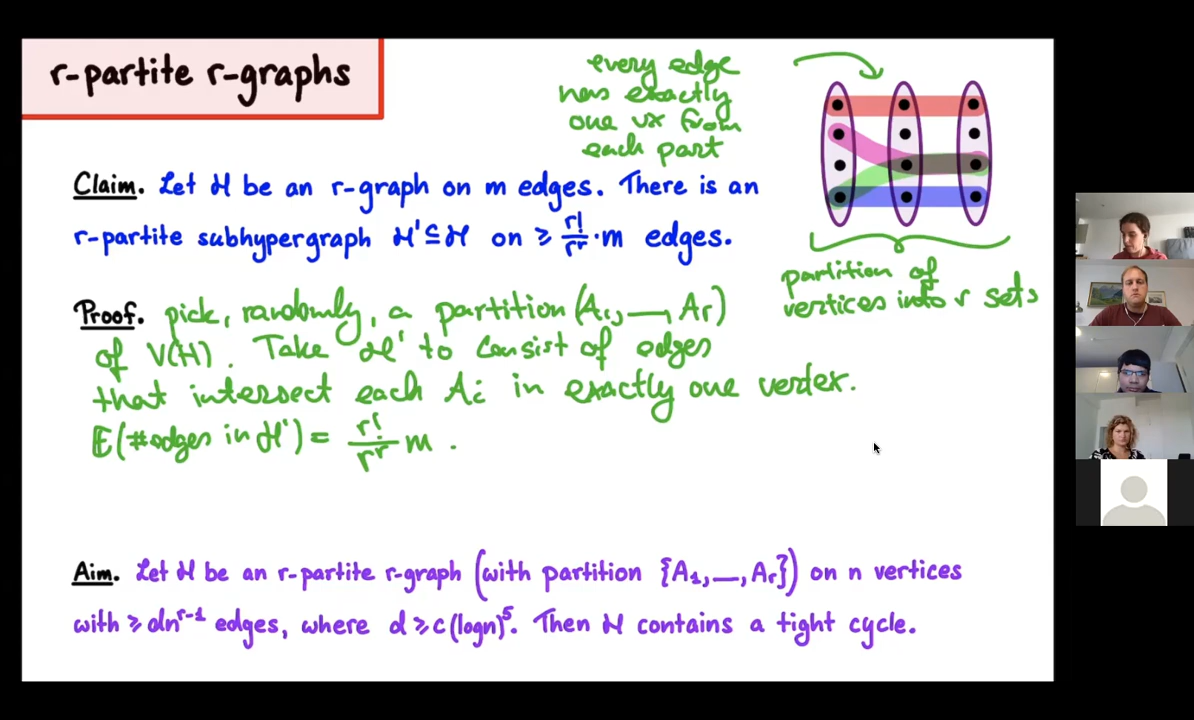 r-partite r-graphs
every edge
has exactly
one vx from
each part
Claim. Let H be an r-graph on m edges. There is an
r-partite subhypergraph H' ⊆ H on ≥ r!/r^r · m edges.
partition of
vertices into r sets
Proof. pick, randomly, a partition (A₁, —, Ar)
of V(H). Take H' to consist of edges
that intersect each Ai in exactly one vertex.
E(#edges in H') = r!/r^r m.
Aim. Let H be an r-partite r-graph (with partition {A₁,—,Ar}) on n vertices
with ≥ dn^{r-1} edges, where d ≥ c(log n)^5. Then H contains a tight cycle.